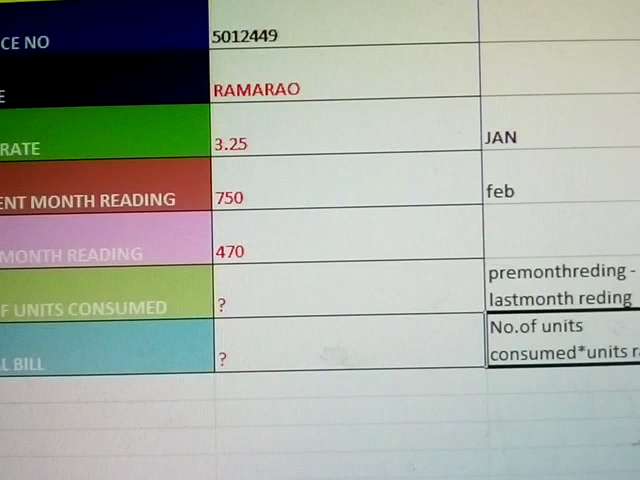 CE NO 5012449
E RAMARAO
RATE 3.25 JAN
ENT MONTH READING 750 feb
MONTH READING 470
F UNITS CONSUMED ? premonthreding -
lastmonth reding
L BILL ? No.of units
consumed*units r